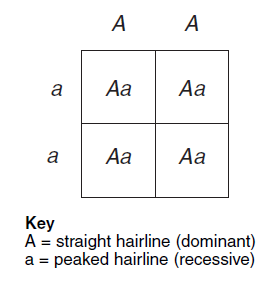 A A
a Aa Aa
a Aa Aa
Key
A = straight hairline (dominant)
a = peaked hairline (recessive)